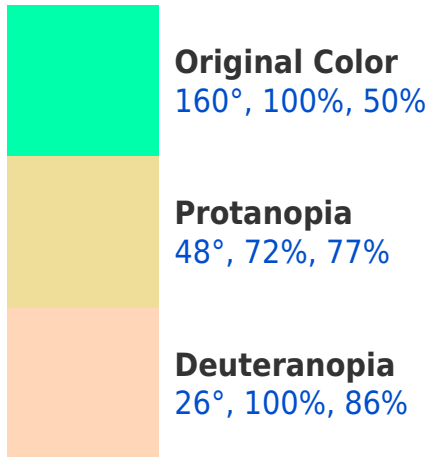 Original Color
160°, 100%, 50%
Protanopia
48°, 72%, 77%
Deuteranopia
26°, 100%, 86%